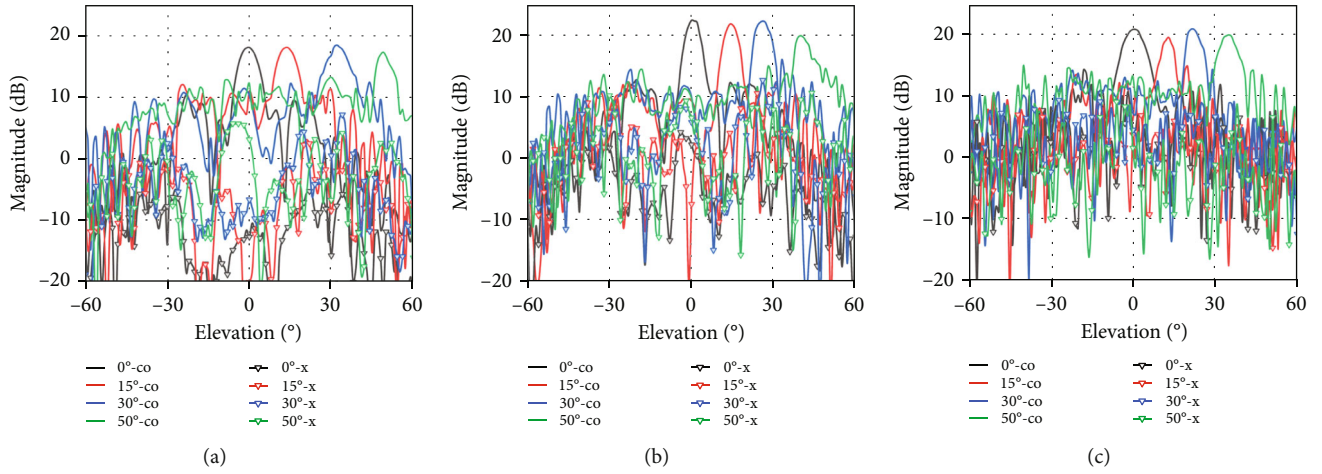 Magnitude (dB)
20
10
0
−10
−20
−60
−30
0
30
60
Elevation (°)
0°-co
0°-x
15°-co
15°-x
30°-co
30°-x
50°-co
50°-x
(a)
Magnitude (dB)
20
10
0
−10
−20
−60
−30
0
30
60
Elevation (°)
0°-co
0°-x
15°-co
15°-x
30°-co
30°-x
50°-co
50°-x
(b)
Magnitude (dB)
20
10
0
−10
−20
−60
−30
0
30
60
Elevation (°)
0°-co
0°-x
15°-co
15°-x
30°-co
30°-x
50°-co
50°-x
(c)